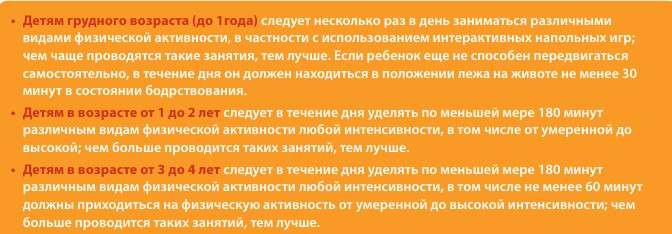 • Детям грудного возраста (до 1года) следует несколько раз в день заниматься различными
видами физической активности, в частности с использованием интерактивных напольных игр;
чем чаще проводятся такие занятия, тем лучше. Если ребенок еще не способен передвигаться
самостоятельно, в течение дня он должен находиться в положении лежа на животе не менее 30
минут в состоянии бодрствования.
• Детям в возрасте от 1 до 2 лет следует в течение дня уделять по меньшей мере 180 минут
различным видам физической активности любой интенсивности, в том числе от умеренной до
высокой; чем больше проводится таких занятий, тем лучше.
• Детям в возрасте от 3 до 4 лет следует в течение дня уделять по меньшей мере 180 минут
различным видам физической активности любой интенсивности, в том числе не менее 60 минут
должны приходиться на физическую активность от умеренной до высокой интенсивности; чем
больше проводится таких занятий, тем лучше.